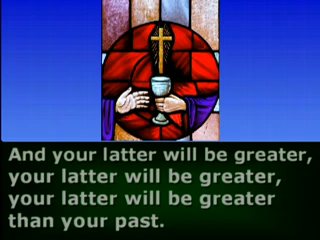 And your latter will be greater,
your latter will be greater,
your latter will be greater
than your past.